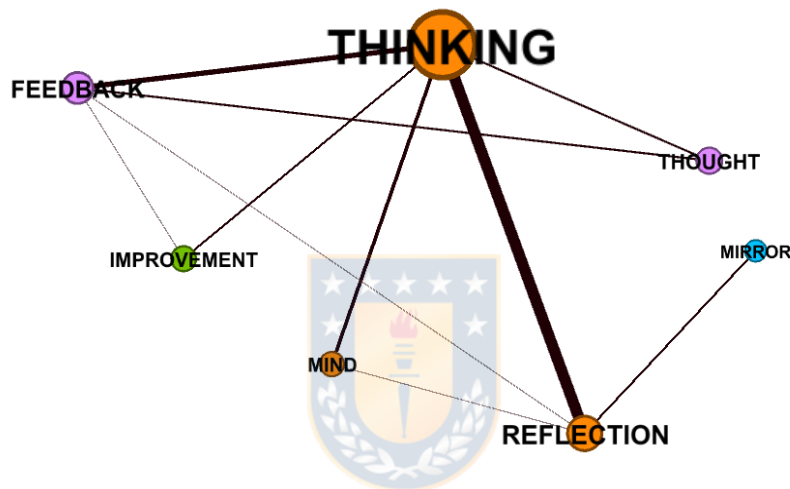 THINKING
FEEDBACK
THOUGHT
MIRROR
IMPROVEMENT
MIND
REFLECTION